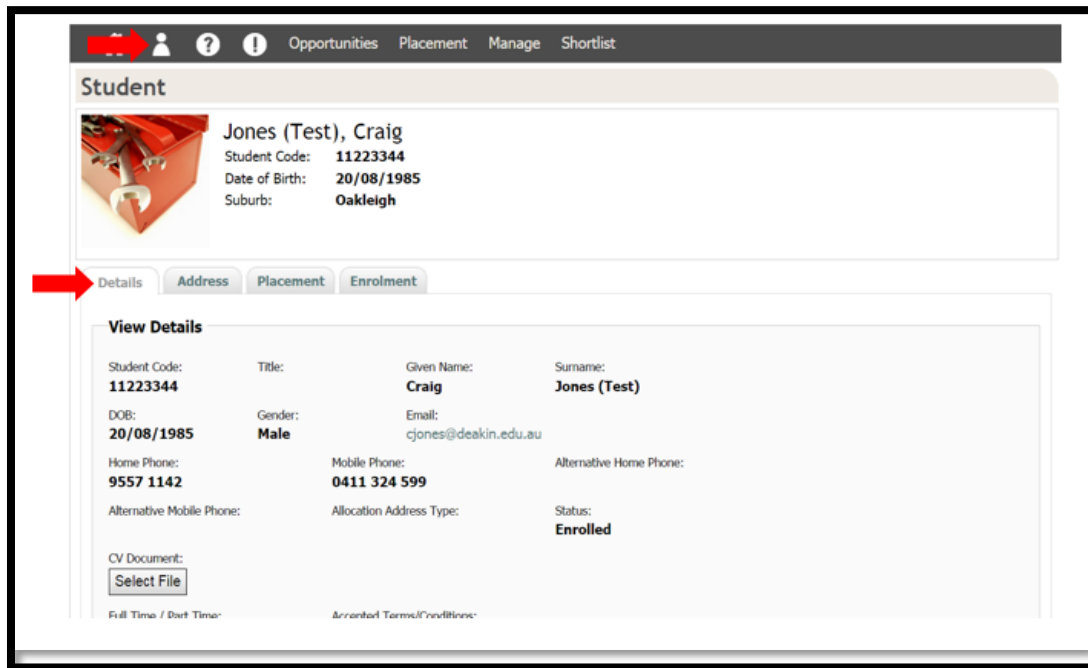 ? ! Opportunities Placement Manage Shortlist
Student
Jones (Test), Craig
Student Code: 11223344
Date of Birth: 20/08/1985
Suburb: Oakleigh
Details Address Placement Enrolment
View Details
Student Code: Title: Given Name: Surname:
11223344 Craig Jones (Test)
DOB: Gender: Email:
20/08/1985 Male cjones@deakin.edu.au
Home Phone: Mobile Phone: Alternative Home Phone:
9557 1142 0411 324 599
Alternative Mobile Phone: Allocation Address Type: Status:
Enrolled
CV Document:
Select File
Full Time / Part Time: Accepted Terms/Conditions: